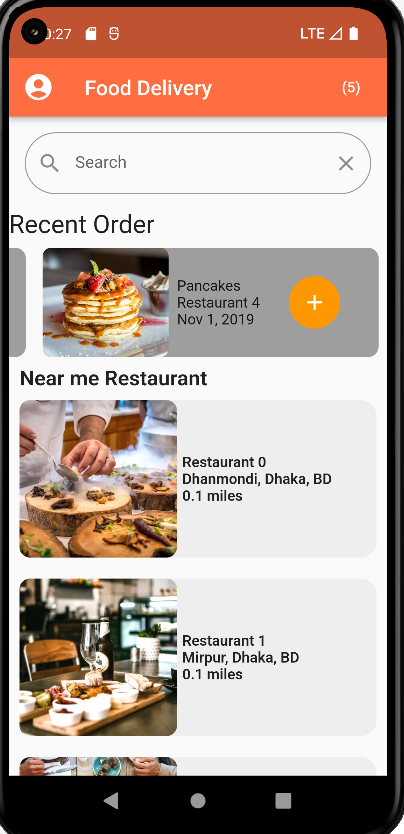 0:27
LTE
Food Delivery
(5)
Search
Recent Order
Pancakes
Restaurant 4
Nov 1, 2019
Near me Restaurant
Restaurant 0
Dhanmondi, Dhaka, BD
0.1 miles
Restaurant 1
Mirpur, Dhaka, BD
0.1 miles